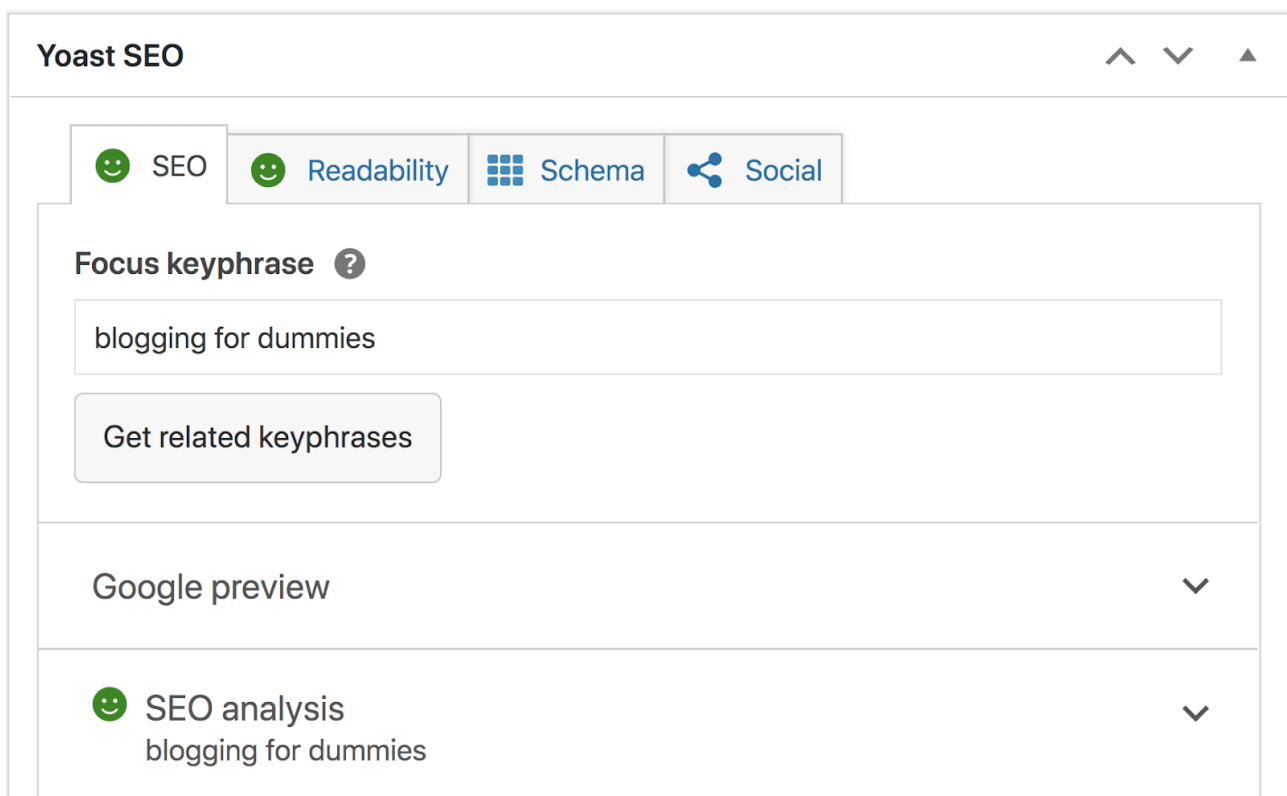 Yoast SEO
SEO
Readability
Schema
Social
Focus keyphrase ?
blogging for dummies
Get related keyphrases
Google preview
SEO analysis
blogging for dummies